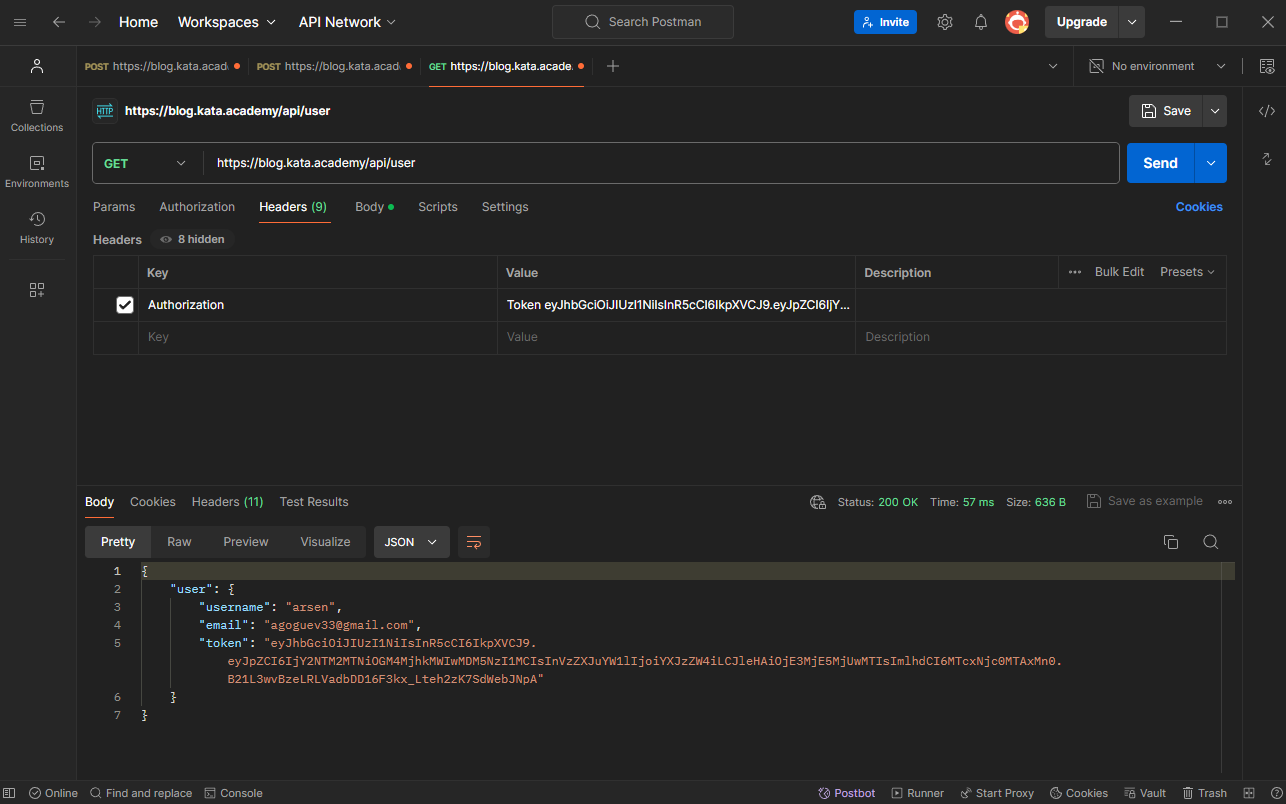 Home Workspaces API Network Search Postman Invite Upgrade
POST https://blog.kata.acad POST https://blog.kata.acad GET https://blog.kata.acade. No environment
HTTP https://blog.kata.academy/api/user Save
Collections
GET https://blog.kata.academy/api/user Send
Environments
Params Authorization Headers (9) Body Scripts Settings Cookies
History
Headers 8 hidden
Key Value Description ••• Bulk Edit Presets
Authorization Token eyJhbGciOiJIUzI1NiIsInR5cCI6IkpXVCJ9.eyJpZCI6IjY...
Key Value Description
Body Cookies Headers (11) Test Results Status: 200 OK Time: 57 ms Size: 636 B Save as example
Pretty Raw Preview Visualize JSON
1 {
2 "user": {
3 "username": "arsen",
4 "email": "agoguev33@gmail.com",
5 "token": "eyJhbGciOiJIUzI1NiIsInR5cCI6IkpXVCJ9.
eyJpZCI6IjY2NTM2MTNiOGM4MjhkMWIwMDM5NzI1MCIsInVzZXJuYW1lIjoiYXJzZW4iLCJleHAiOjE3MjE5MjUwMTIsImlhdCI6MTcxNjc0MTAxMn0.
B21L3wvBzeLRLVadbDD16F3kx_Lteh2zK7SdWebJNpA"
6 }
7 }
Online Find and replace Console Postbot Runner Start Proxy Cookies Vault Trash